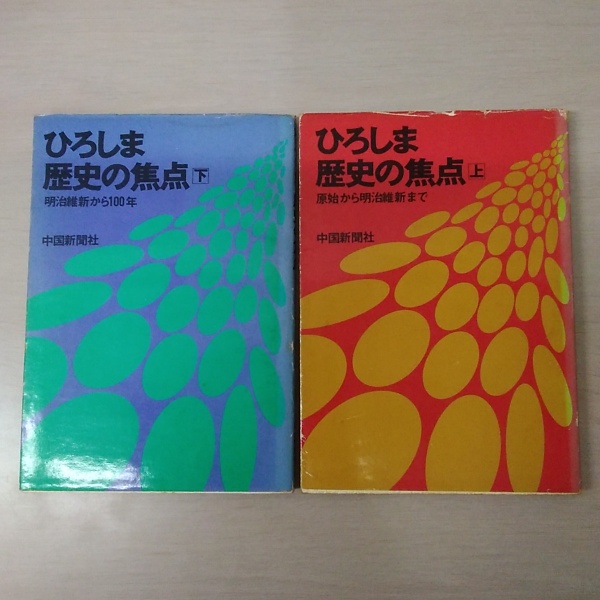 ひろしま
歴史の焦点 下
明治維新から100年
中国新聞社
ひろしま
歴史の焦点 上
原始から明治維新まで
中国新聞社